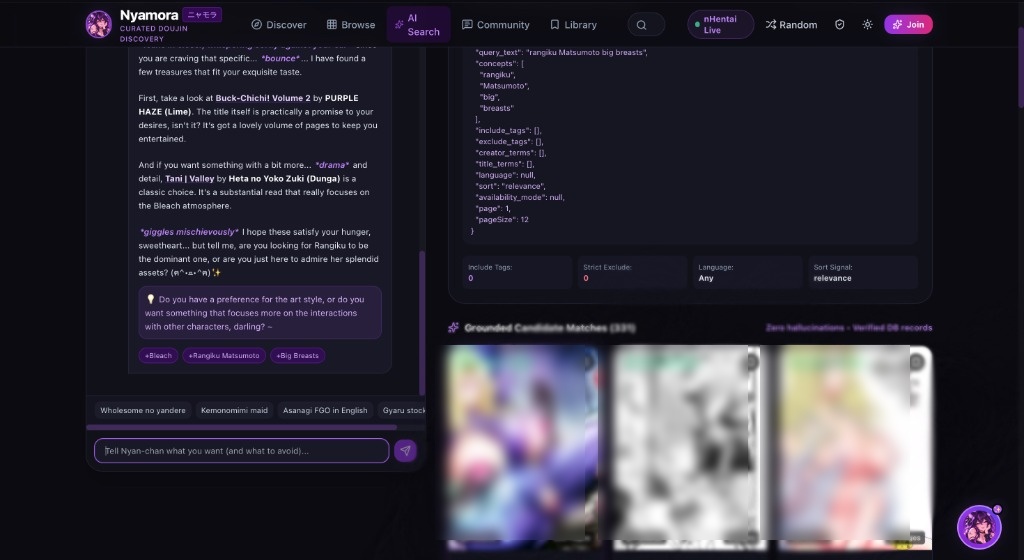 Nyamora ニャモラ
CURATED DOUJIN
DISCOVERY
Discover
Browse
AI
Search
Community
Library
nHentai
Live
Random
Join
you are craving that specific... *bounce*... I have found a
few treasures that fit your exquisite taste.
First, take a look at Buck-Chichi! Volume 2 by PURPLE
HAZE (Lime). The title itself is practically a promise to your
desires, isn't it? It's got a lovely volume of pages to keep you
entertained.
And if you want something with a bit more... *drama* and
detail, Tani | Valley by Heta no Yoko Zuki (Dunga) is a
classic choice. It's a substantial read that really focuses on
the Bleach atmosphere.
*giggles mischievously* I hope these satisfy your hunger,
sweetheart... but tell me, are you looking for Rangiku to be
the dominant one, or are you just here to admire her splendid
assets? (ฅ^•ﻌ•^ฅ)✨
💡 Do you have a preference for the art style, or do you
want something that focuses more on the interactions
with other characters, darling? ~
+Bleach
+Rangiku Matsumoto
+Big Breasts
Wholesome no yandere
Kemonomimi maid
Asanagi FGO in English
Gyaru stock
Tell Nyan-chan what you want (and what to avoid)...
"query_text": "rangiku Matsumoto big breasts",
"concepts": [
"rangiku",
"Matsumoto",
"big",
"breasts"
],
"include_tags": [],
"exclude_tags": [],
"creator_terms": [],
"title_terms": [],
"language": null,
"sort": "relevance",
"availability_mode": null,
"page": 1,
"pageSize": 12
}
Include Tags:
0
Strict Exclude:
0
Language:
Any
Sort Signal:
relevance
Grounded Candidate Matches (331)
Zero hallucinations - Verified DB records